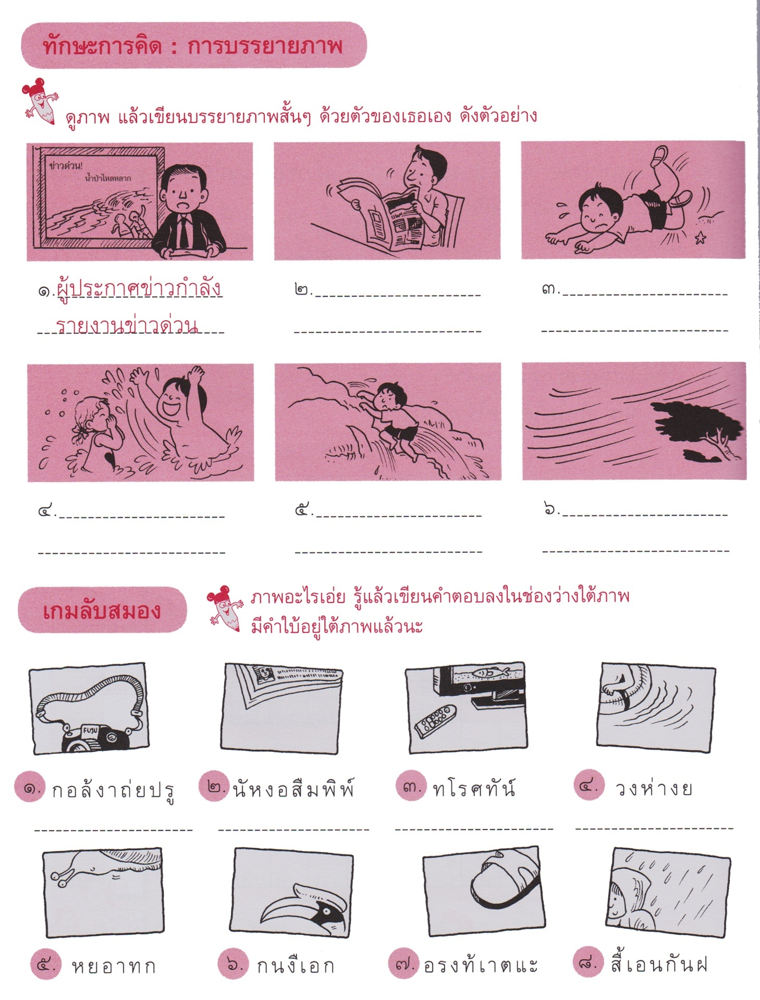 ทักษะการคิด : การบรรยายภาพ
ดูภาพ แล้วเขียนบรรยายภาพสั้นๆ ด้วยตัวของเธอเอง ดังตัวอย่าง
ข่าวด่วน!
น้ำป่าไหลหลาก
๑. ผู้ประกาศข่าวกำลัง
รายงานข่าวด่วน
๒.
๓.
๔.
๕.
๖.
เกมลับสมอง
ภาพอะไรเอ่ย รู้แล้วเขียนคำตอบลงในช่องว่างใต้ภาพ
มีคำใบ้อยู่ใต้ภาพแล้วนะ
FUJU
๑. กอล้งาถ่ยปรู
๒. นัหงอสืมพิพ์
๓. ทโรศทัน์
๔. วงห่างย
๕. หยอาทก
๖. กนงืเอก
๗. อรงท้เาตแะ
๘. สื้เอนกันฝ